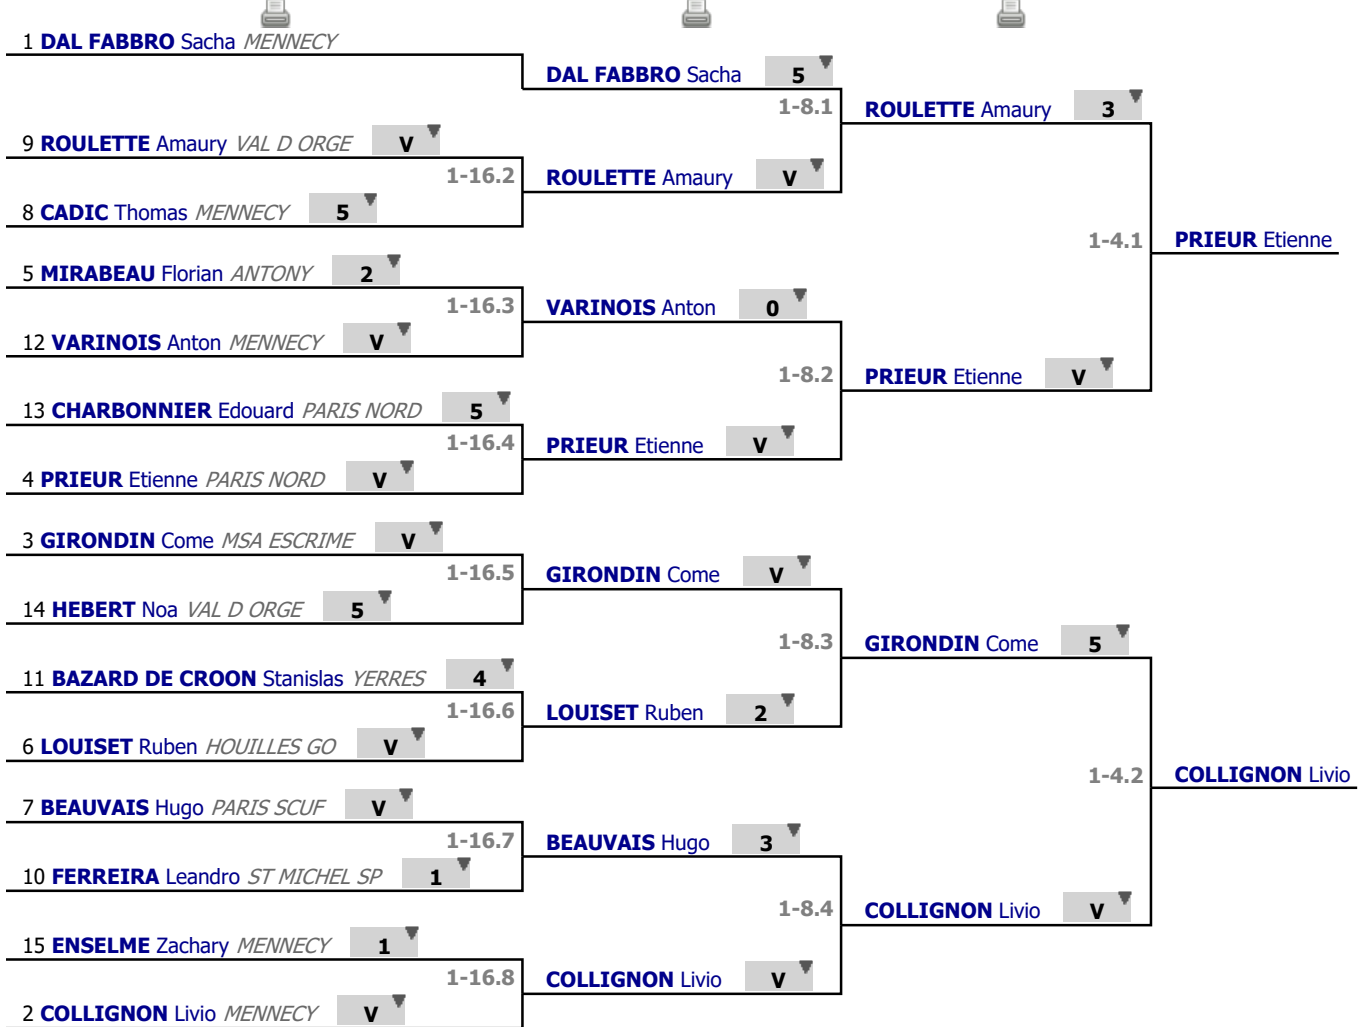 1 DAL FABBRO Sacha MENNECY
9 ROULETTE Amaury VAL D ORGE V
1-16.2
8 CADIC Thomas MENNECY 5
5 MIRABEAU Florian ANTONY 2
1-16.3
12 VARINOIS Anton MENNECY V
13 CHARBONNIER Edouard PARIS NORD 5
1-16.4
4 PRIEUR Etienne PARIS NORD V
3 GIRONDIN Come MSA ESCRIME V
1-16.5
14 HEBERT Noa VAL D ORGE 5
11 BAZARD DE CROON Stanislas YERRES 4
1-16.6
6 LOUISET Ruben HOUILLES GO V
7 BEAUVAIS Hugo PARIS SCUF V
1-16.7
10 FERREIRA Leandro ST MICHEL SP 1
15 ENSELME Zachary MENNECY 1
1-16.8
2 COLLIGNON Livio MENNECY V
DAL FABBRO Sacha 5
1-8.1
ROULETTE Amaury V
VARINOIS Anton 0
1-8.2
PRIEUR Etienne V
GIRONDIN Come V
1-8.3
LOUISET Ruben 2
BEAUVAIS Hugo 3
1-8.4
COLLIGNON Livio V
ROULETTE Amaury 3
1-4.1
PRIEUR Etienne V
GIRONDIN Come 5
1-4.2
COLLIGNON Livio V
PRIEUR Etienne
COLLIGNON Livio